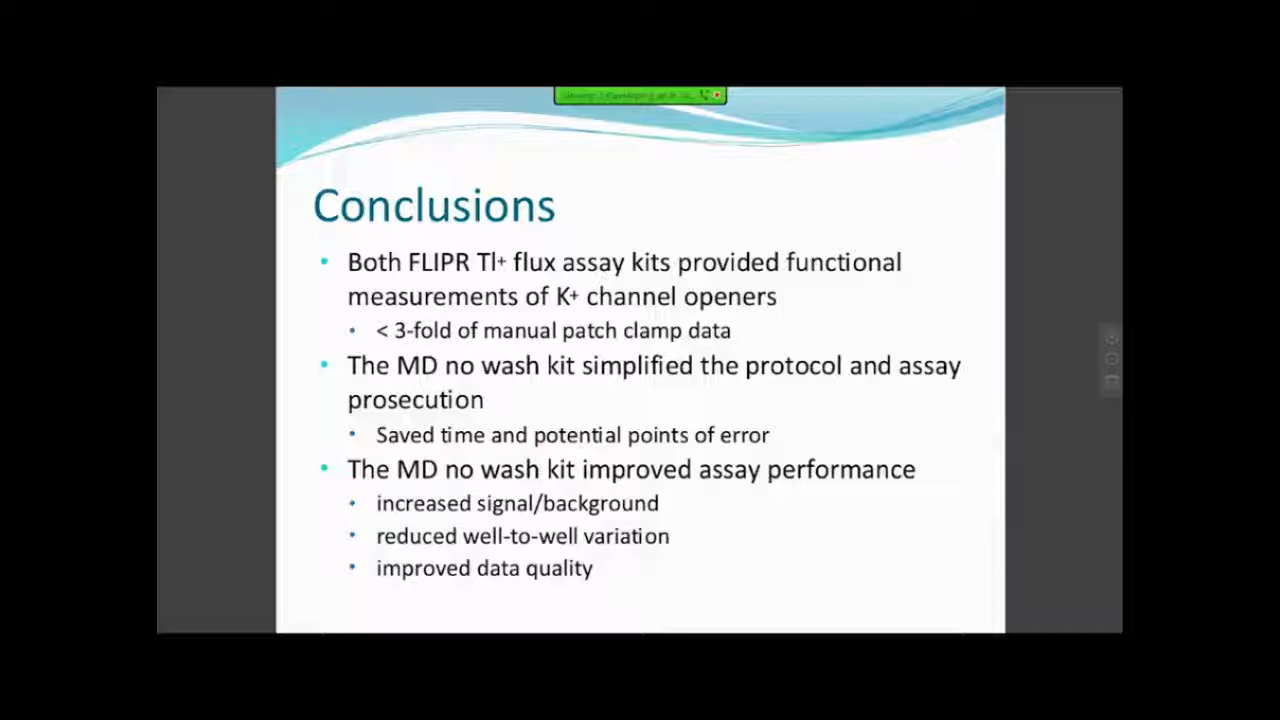 Conclusions
• Both FLIPR Tl⁺ flux assay kits provided functional
measurements of K⁺ channel openers
• < 3-fold of manual patch clamp data
• The MD no wash kit simplified the protocol and assay
prosecution
• Saved time and potential points of error
• The MD no wash kit improved assay performance
• increased signal/background
• reduced well-to-well variation
• improved data quality